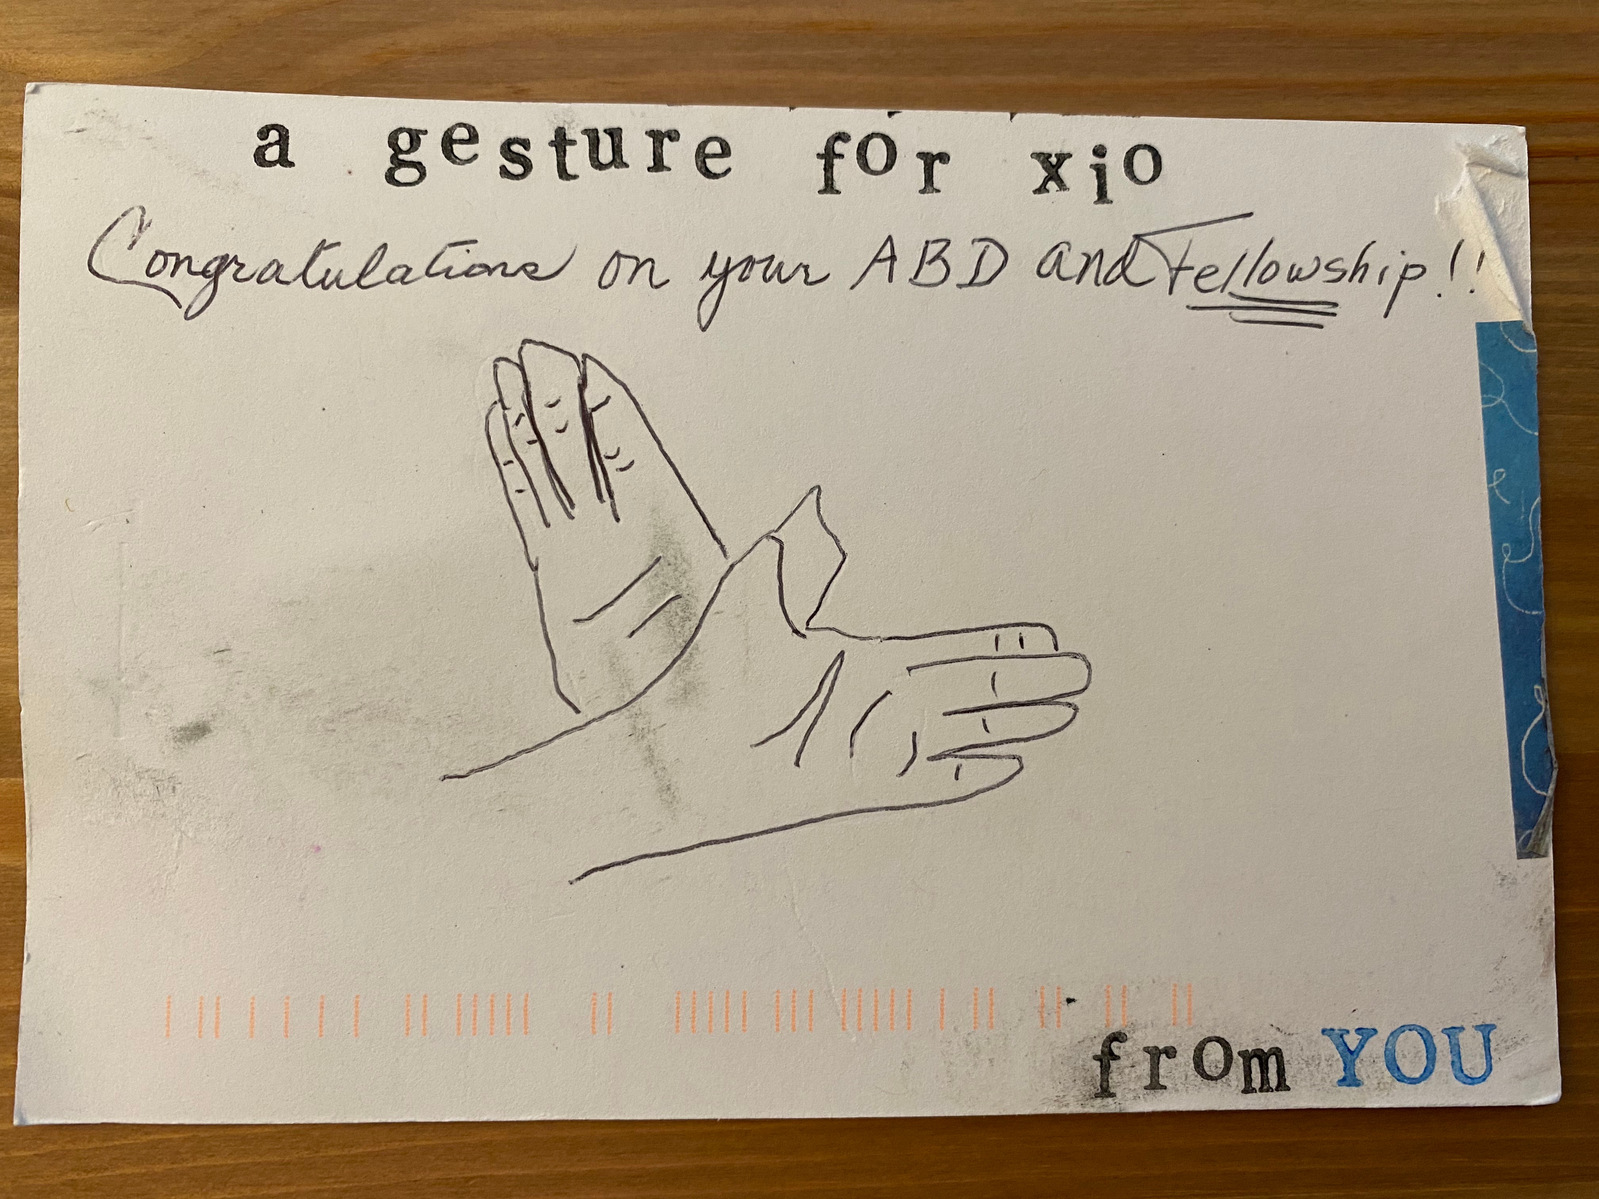 a gesture for xio
Congratulations on your ABD and Fellowship!!
from YOU